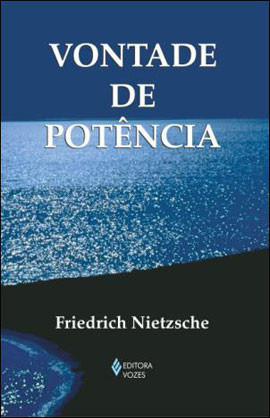 VONTADE
DE
POTÊNCIA
Friedrich Nietzsche
EDITORA
VOZES